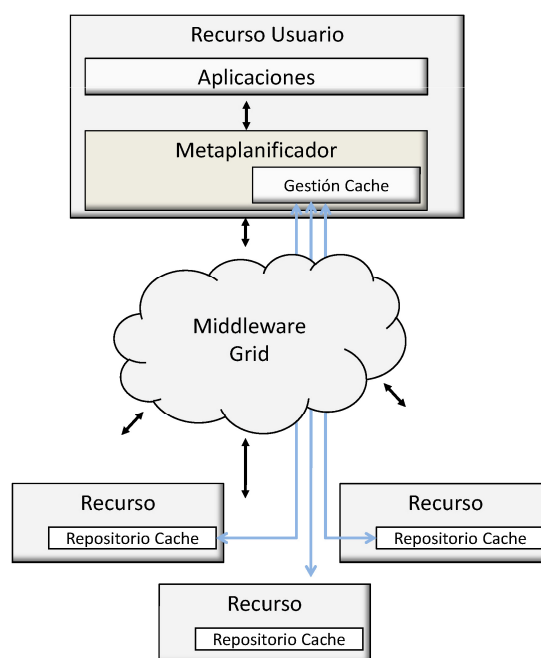 Recurso Usuario
Aplicaciones
Metaplanificador
Gestión Cache
Middleware
Grid
Recurso
Repositorio Cache
Recurso
Repositorio Cache
Recurso
Repositorio Cache